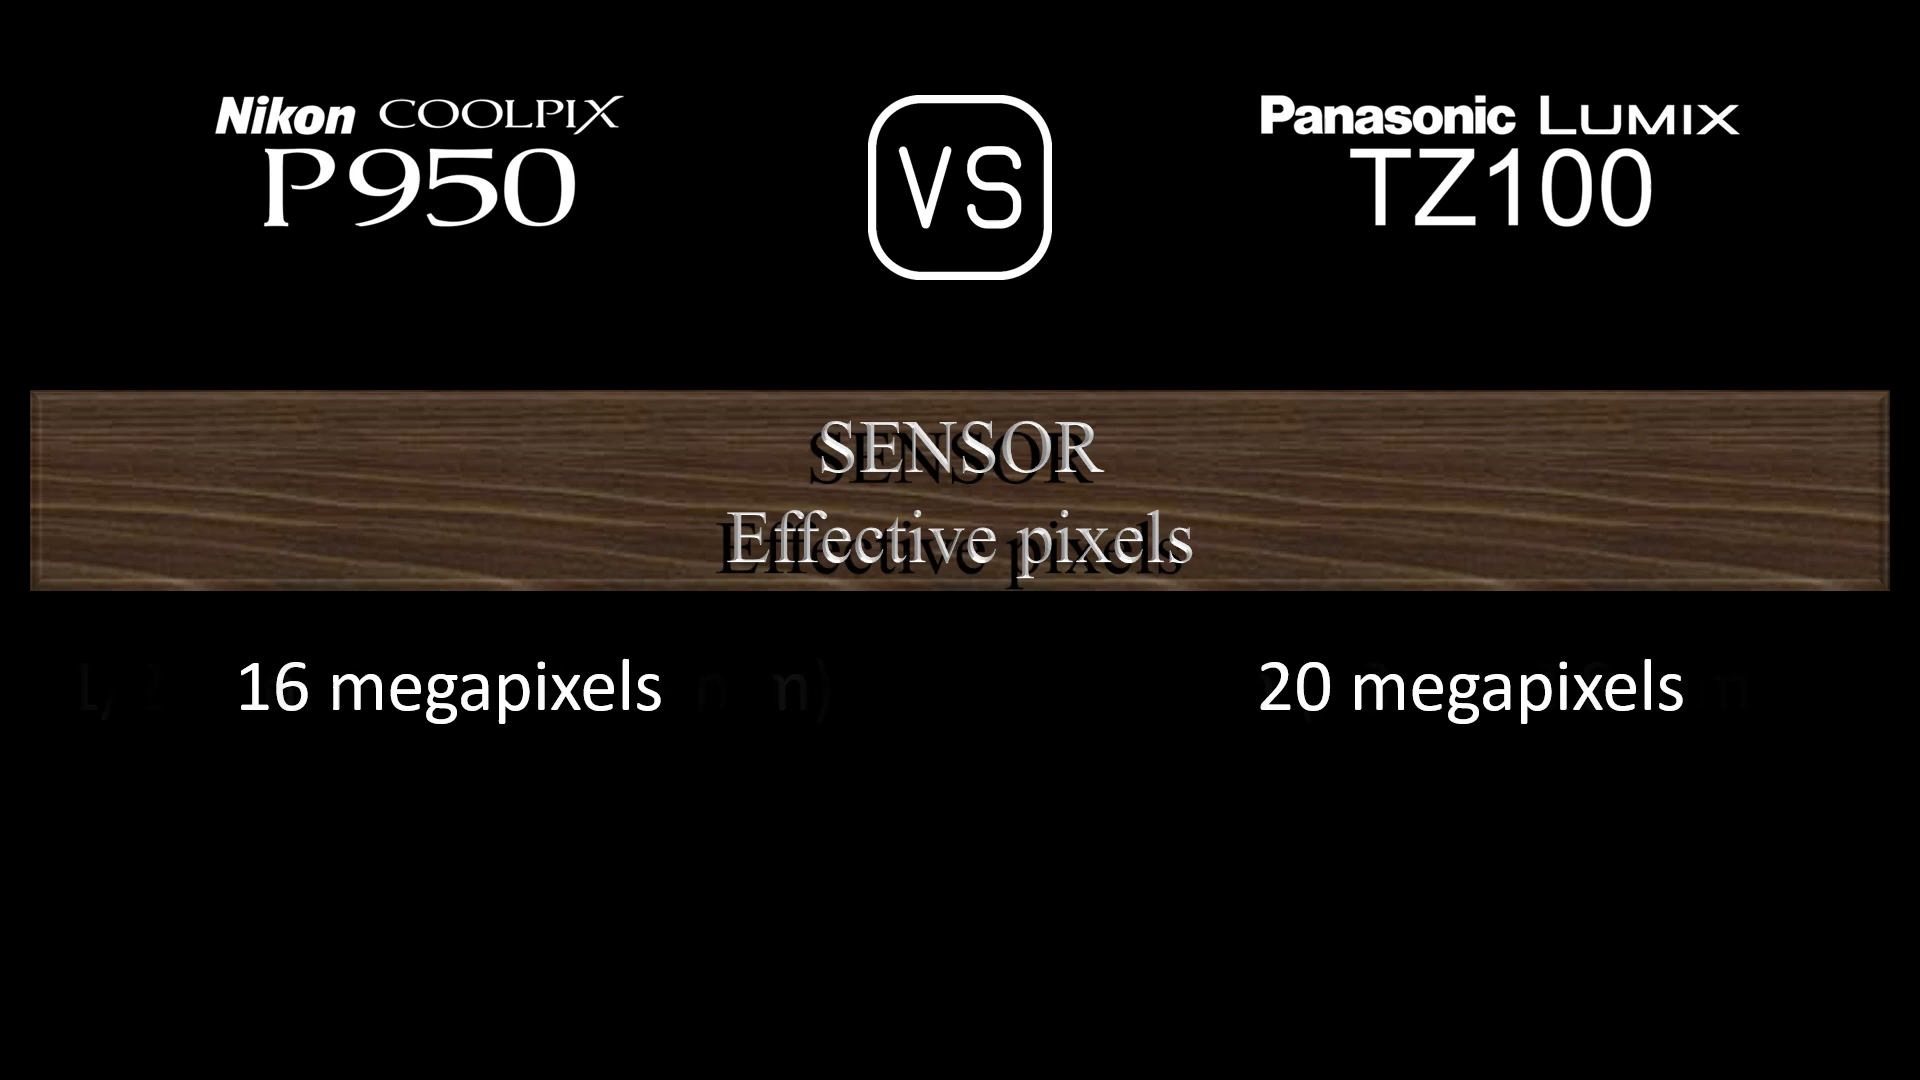 Nikon COOLPIX
P950
VS
Panasonic LUMIX
TZ100
SENSOR
Effective pixels
16 megapixels
20 megapixels